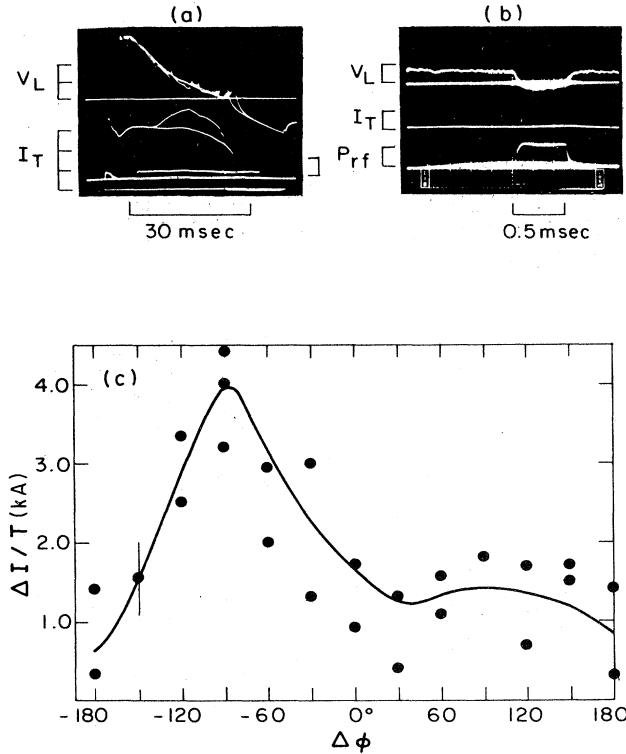 (a)
(b)
V_L
I_T
30 msec
V_L
I_T
P_rf
0.5 msec
(c)
ΔI/T (kA)
4.0
3.0
2.0
1.0
-180
-120
-60
0°
60
120
180
Δφ